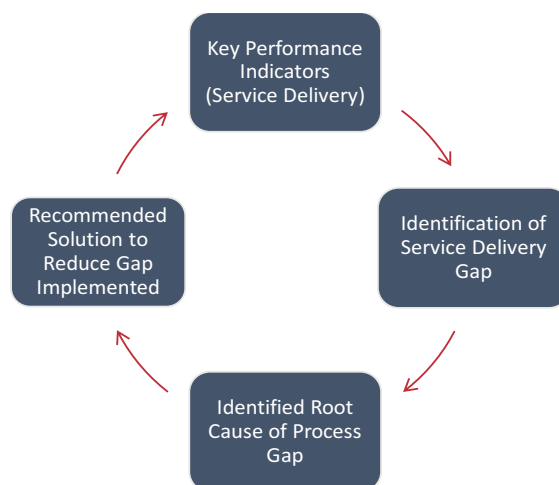 Key Performance
Indicators
(Service Delivery)
Identification of
Service Delivery
Gap
Identified Root
Cause of Process
Gap
Recommended
Solution to
Reduce Gap
Implemented